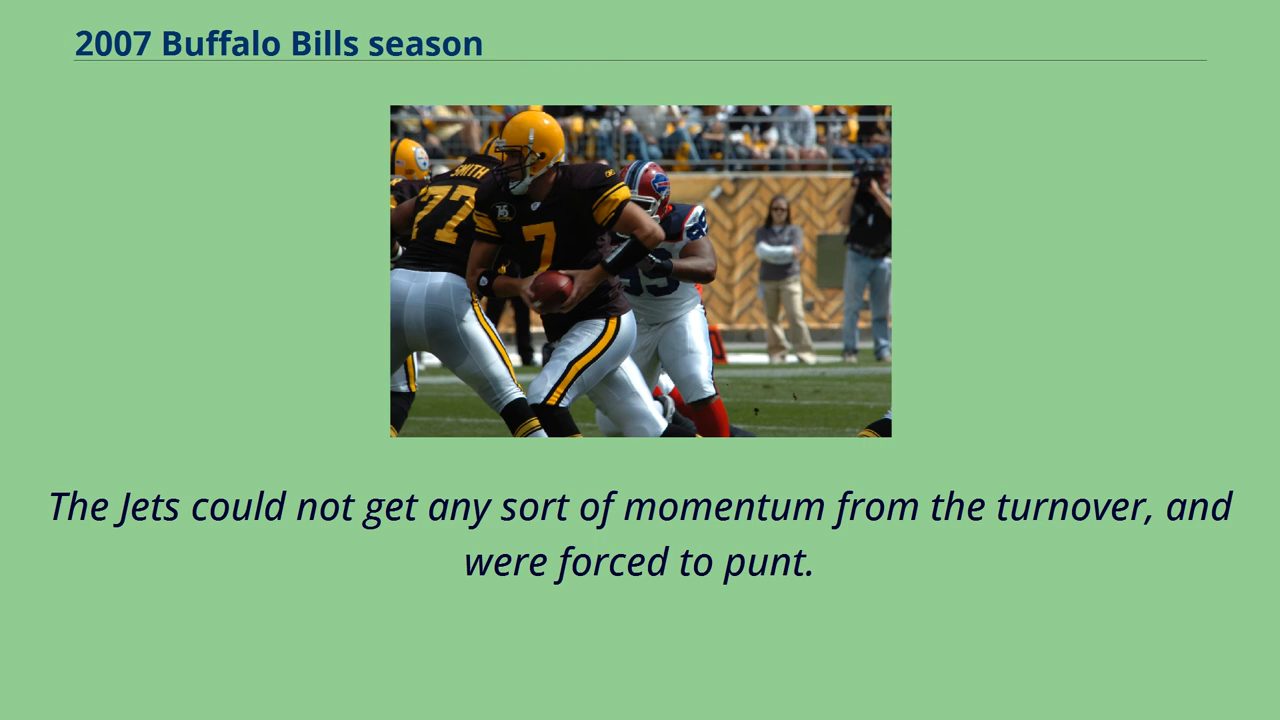 2007 Buffalo Bills season
SMITH
77
7
The Jets could not get any sort of momentum from the turnover, and
were forced to punt.